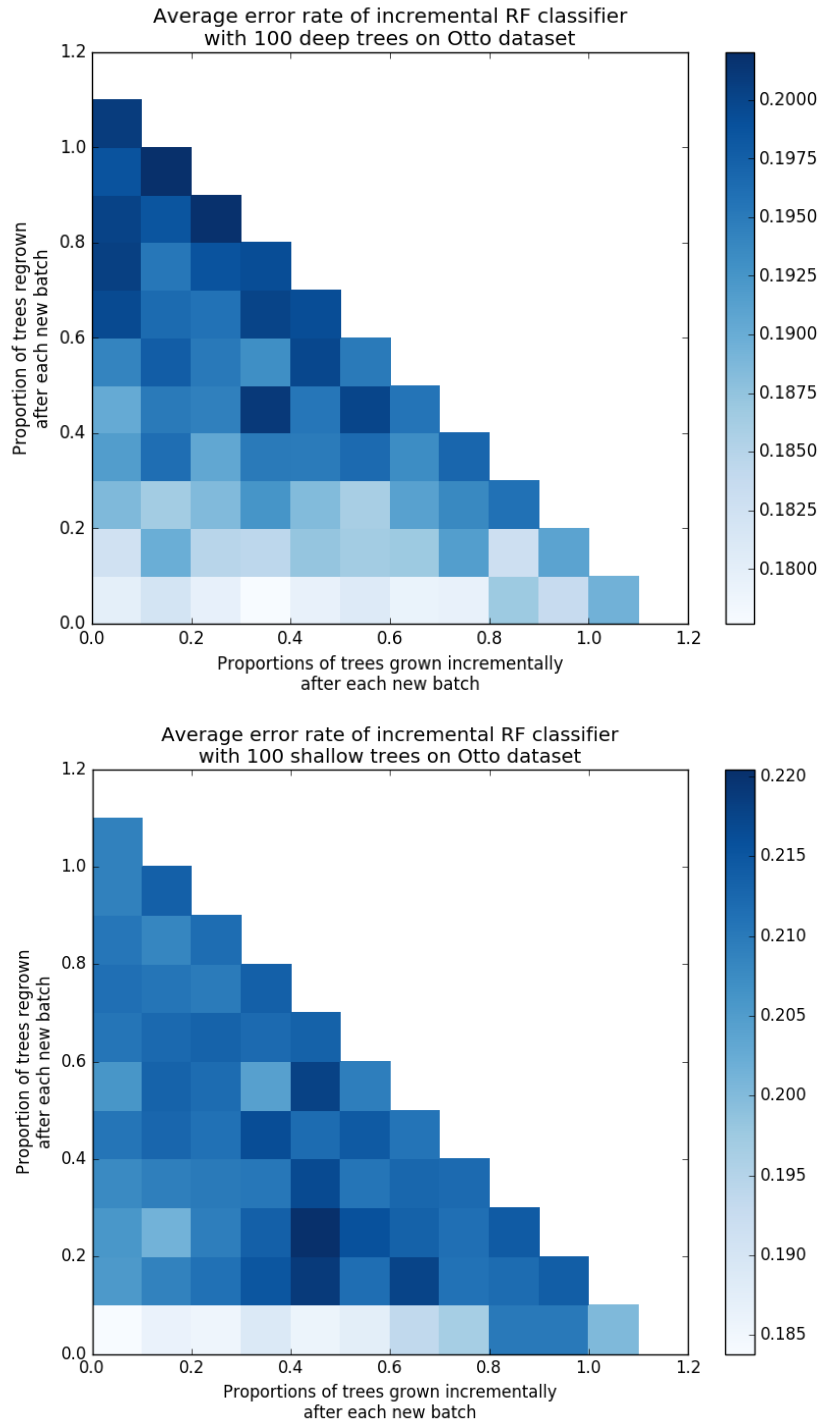 Average error rate of incremental RF classifier
with 100 deep trees on Otto dataset
1.2
1.0
0.8
0.6
0.4
0.2
0.0
Proportion of trees regrown
after each new batch
0.0 0.2 0.4 0.6 0.8 1.0 1.2
Proportions of trees grown incrementally
after each new batch
0.2000
0.1975
0.1950
0.1925
0.1900
0.1875
0.1850
0.1825
0.1800
Average error rate of incremental RF classifier
with 100 shallow trees on Otto dataset
1.2
1.0
0.8
0.6
0.4
0.2
0.0
Proportion of trees regrown
after each new batch
0.0 0.2 0.4 0.6 0.8 1.0 1.2
Proportions of trees grown incrementally
after each new batch
0.220
0.215
0.210
0.205
0.200
0.195
0.190
0.185